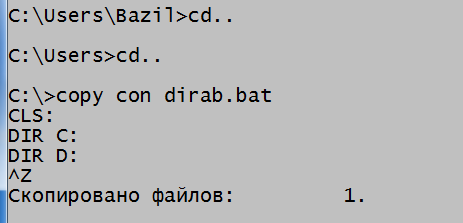 C:\Users\Bazil>cd..
C:\Users>cd..
C:\>copy con dirab.bat
CLS:
DIR C:
DIR D:
^Z
Скопировано файлов:         1.